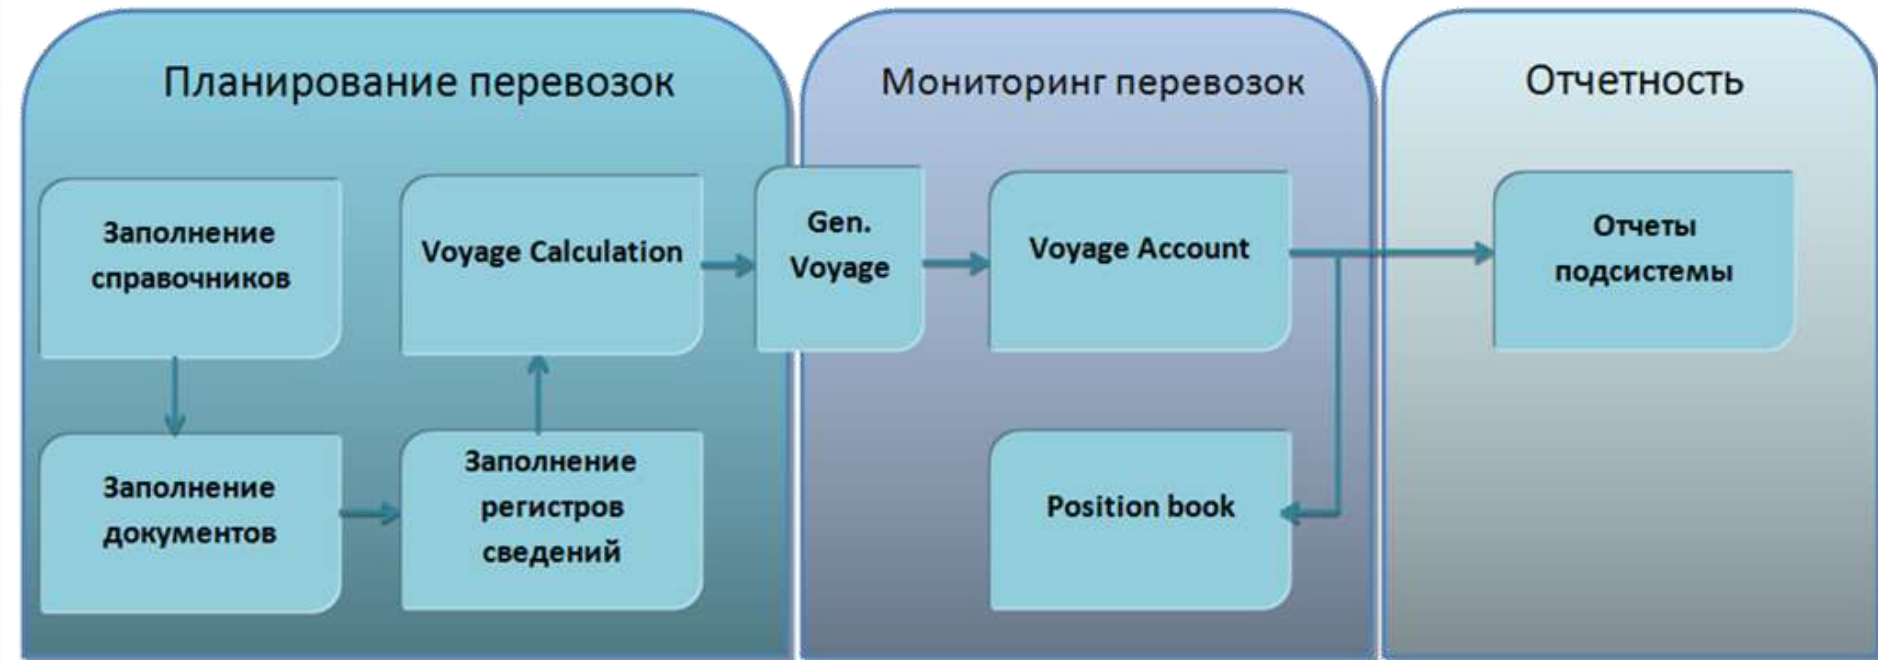 Планирование перевозок
Заполнение
справочников
Voyage Calculation
Заполнение
документов
Заполнение
регистров
сведений
Gen.
Voyage
Мониторинг перевозок
Voyage Account
Position book
Отчетность
Отчеты
подсистемы